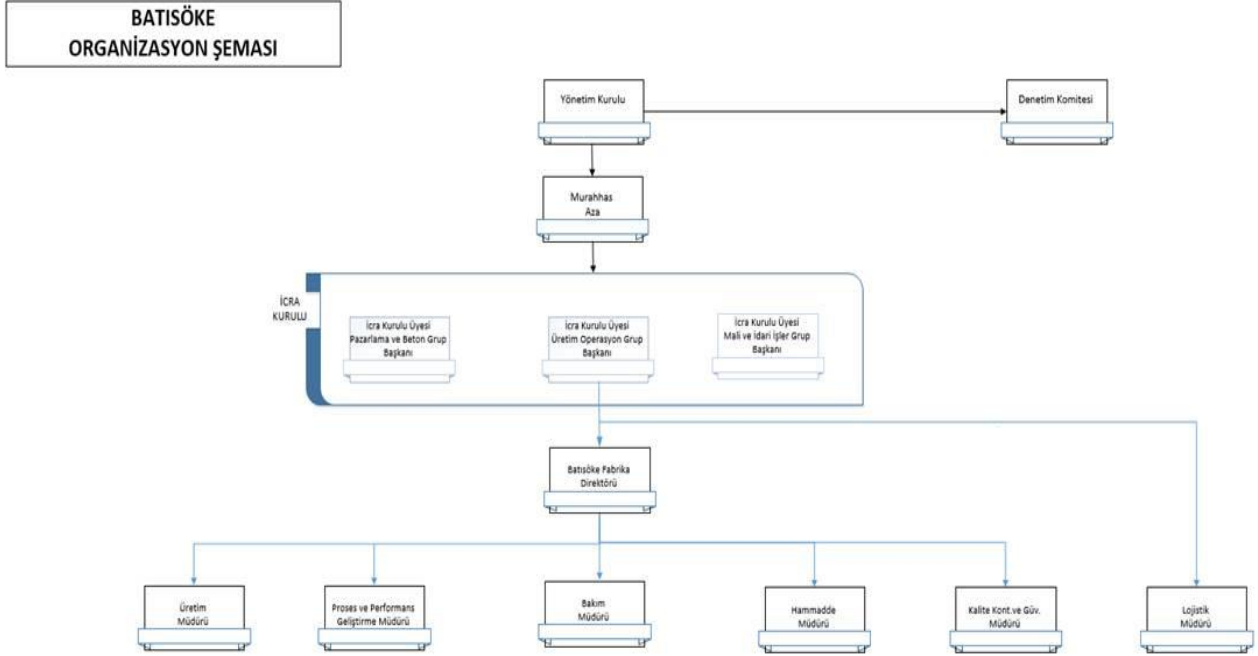 BATISÖKE
ORGANİZASYON ŞEMASI
Yönetim Kurulu
Denetim Komitesi
Murahhas
Aza
İCRA
KURULU
İcra Kurulu Üyesi
Pazarlama ve Beton Grup
Başkanı
İcra Kurulu Üyesi
Üretim Operasyon Grup
Başkanı
İcra Kurulu Üyesi
Mali ve İdari İşler Grup
Başkanı
Batısöke Fabrika
Direktörü
Üretim
Müdürü
Proses ve Performans
Geliştirme Müdürü
Bakım
Müdürü
Hammadde
Müdürü
Kalite Kont.ve Güv.
Müdürü
Lojistik
Müdürü